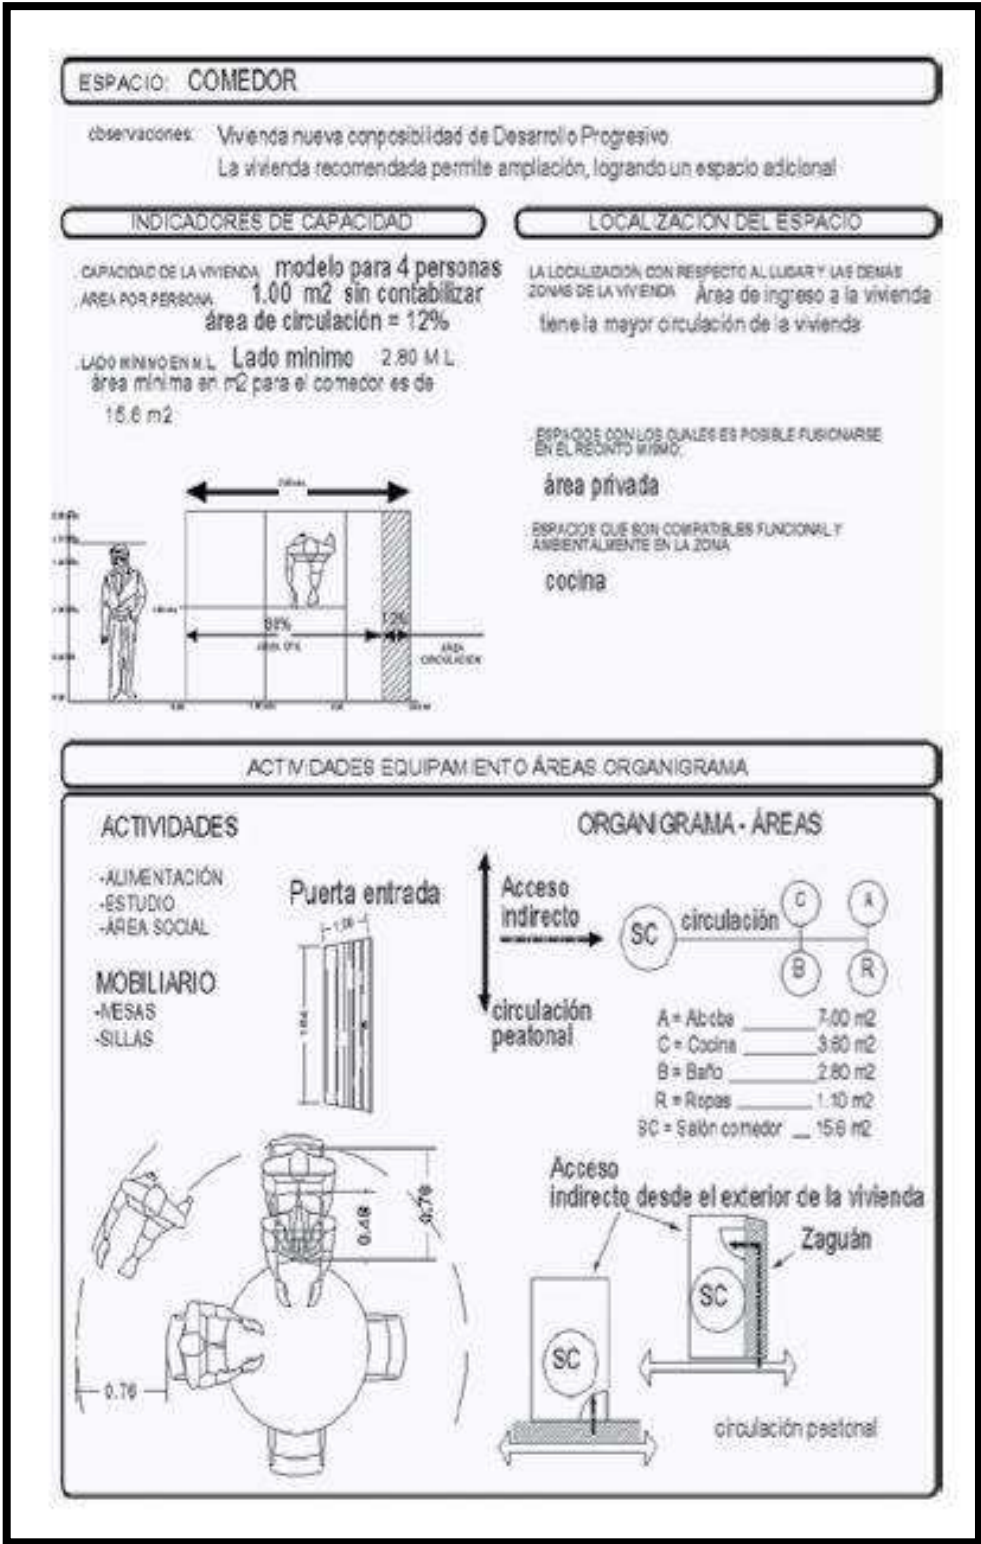 ESPACIO: COMEDOR
observaciones: Vivienda nueva conposibilidad de Desarrollo Progresivo
La vivienda recomendada permite ampliación, logrando un espacio adicional
INDICADORES DE CAPACIDAD
. CAPACIDAD DE LA VIVIENDA modelo para 4 personas
. AREA POR PERSONA 1.00 m2 sin contabilizar
área de circulación = 12%
. LADO MINIMO EN M.L. Lado minimo 2.80 M L
área mínima en m2 para el comedor es de
15.6 m2
88%
12%
AREA
CIRCULACION
LOCALIZACION DEL ESPACIO
LA LOCALIZACION CON RESPECTO AL LUGAR Y LAS DEMÁS
ZONAS DE LA VIVIENDA Área de ingreso a la vivienda
tiene la mayor circulación de la vivienda
. ESPACIOS CON LOS CUALES ES POSIBLE FUSIONARSE
EN EL RECINTO MISMO:
área privada
ESPACIOS QUE SON COMPATIBLES FUNCIONAL Y
AMBIENTALMENTE EN LA ZONA
cocina
ACTIVIDADES EQUIPAMIENTO ÁREAS ORGANIGRAMA
ACTIVIDADES
-ALIMENTACIÓN
-ESTUDIO
-ÁREA SOCIAL
MOBILIARIO
-MESAS
-SILLAS
Puerta entrada
1.00
ORGANIGRAMA - ÁREAS
Acceso
indirecto
circulación
peatonal
SC
circulación
C
A
B
R
A = Alcoba 7.00 m2
C = Cocina 3.60 m2
B = Baño 2.80 m2
R = Ropas 1.10 m2
SC = Salón comedor 15.6 m2
0.48
0.76
0.76
Acceso
indirecto desde el exterior de la vivienda
Zaguán
SC
SC
circulación peatonal